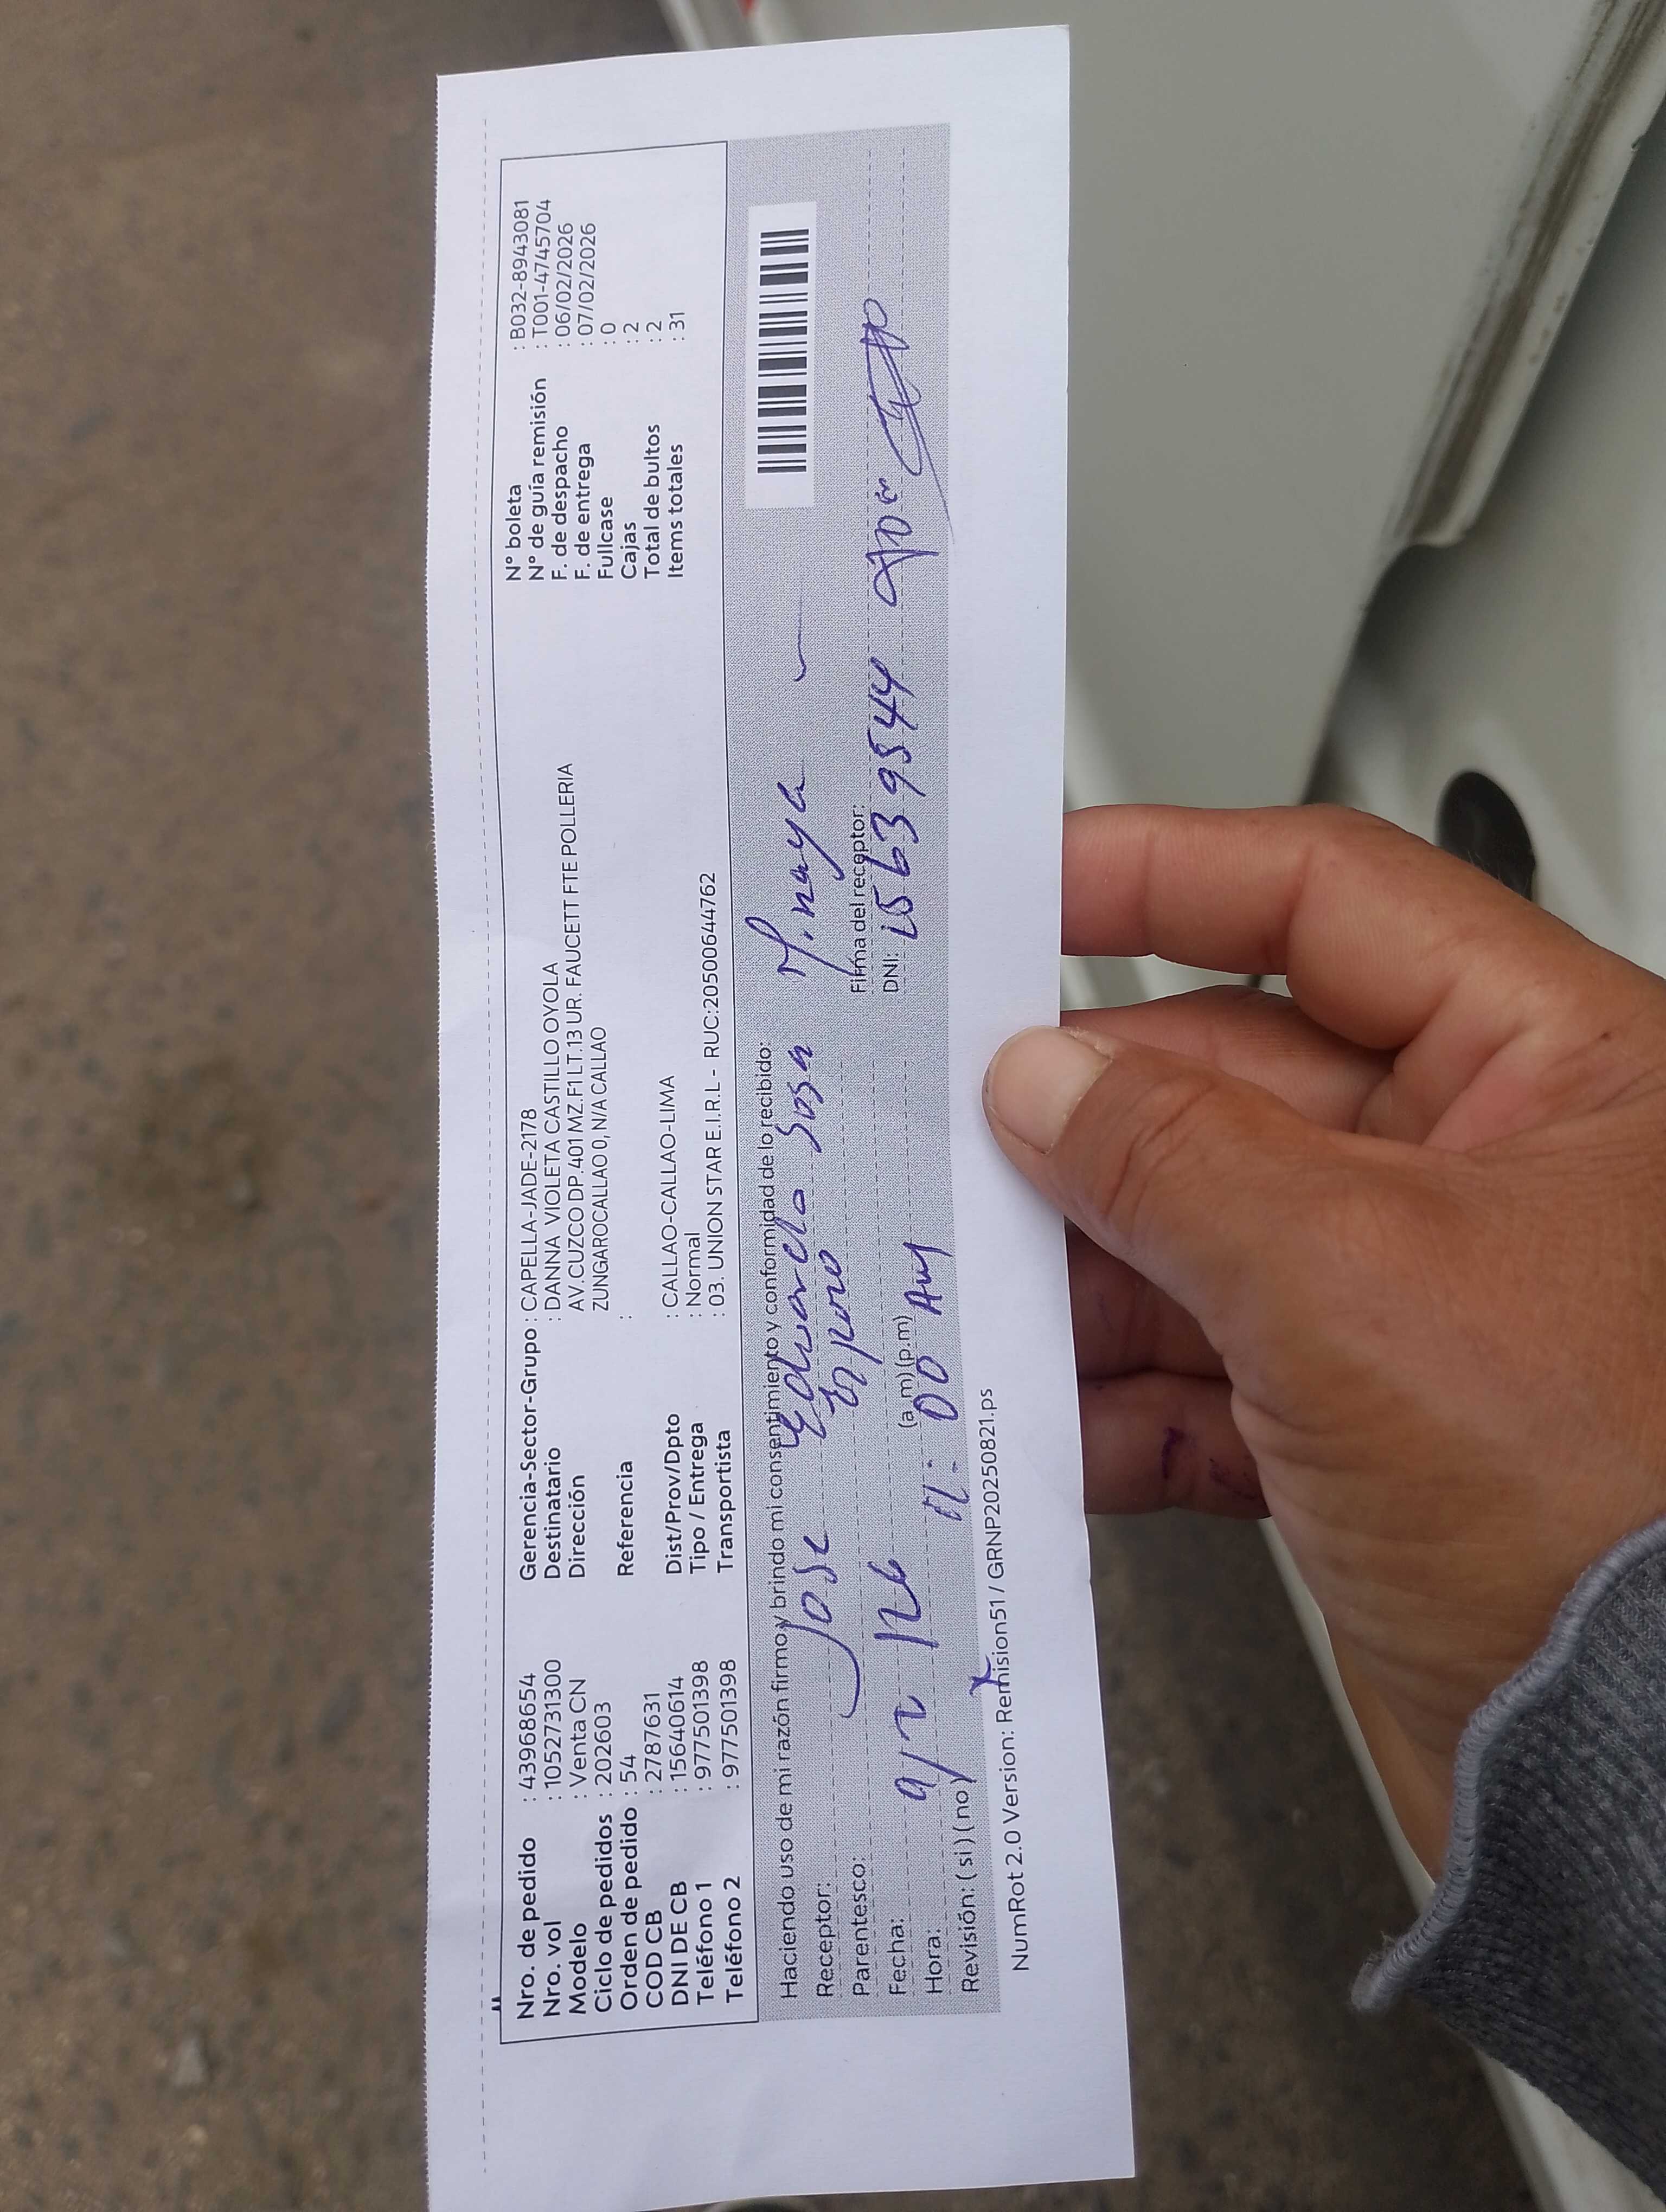 Nro. de pedido : 43968654 Gerencia-Sector-Grupo : CAPELLA-JADE-2178 N° boleta : B032-8943081
Nro. vol : 1052731300 Destinatario : DANNA VIOLETA CASTILLO OYOLA N° de guía remisión : T001-4745704
Modelo : Venta CN Dirección AV.CUZCO DP.401 MZ.F1 LT.13 UR. FAUCETT FTE POLLERIA F. de despacho : 06/02/2026
Ciclo de pedidos : 202603 ZUNGAROCALLAO 0, N/A CALLAO F. de entrega : 07/02/2026
Orden de pedido : 54 Referencia : Fullcase : 0
COD CB : 2787631 Cajas : 2
DNI DE CB : 15640614 Dist/Prov/Dpto : CALLAO-CALLAO-LIMA Total de bultos : 2
Teléfono 1 : 977501398 Tipo / Entrega : Normal Items totales : 31
Teléfono 2 : 977501398 Transportista : 03. UNION STAR E.I.R.L - RUC:20500644762
Haciendo uso de mi razón firmo y brindo mi consentimiento y conformidad de lo recibido:
Receptor: Jose Eduardo Sosa Minaya
Parentesco: Esposo Firma del receptor:
Fecha: 9/2/26 DNI: 15639544
Hora: 11:00 Am (a.m)(p.m)
Revisión: (si) (no) x
NumRot 2.0 Version: Remision51 / GRNP20250821.ps